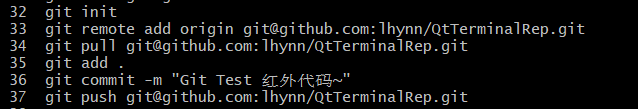 32 git init
33 git remote add origin git@github.com:lhynn/QtTerminalRep.git
34 git pull git@github.com:lhynn/QtTerminalRep.git
35 git add .
36 git commit -m "Git Test 红外代码~"
37 git push git@github.com:lhynn/QtTerminalRep.git